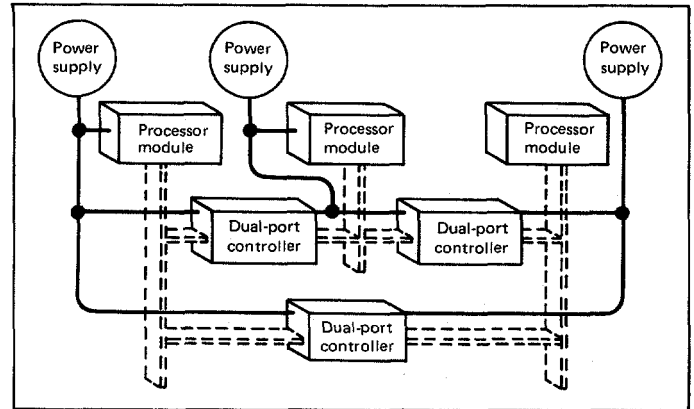 Power
supply
Power
supply
Power
supply
Processor
module
Processor
module
Processor
module
Dual-port
controller
Dual-port
controller
Dual-port
controller